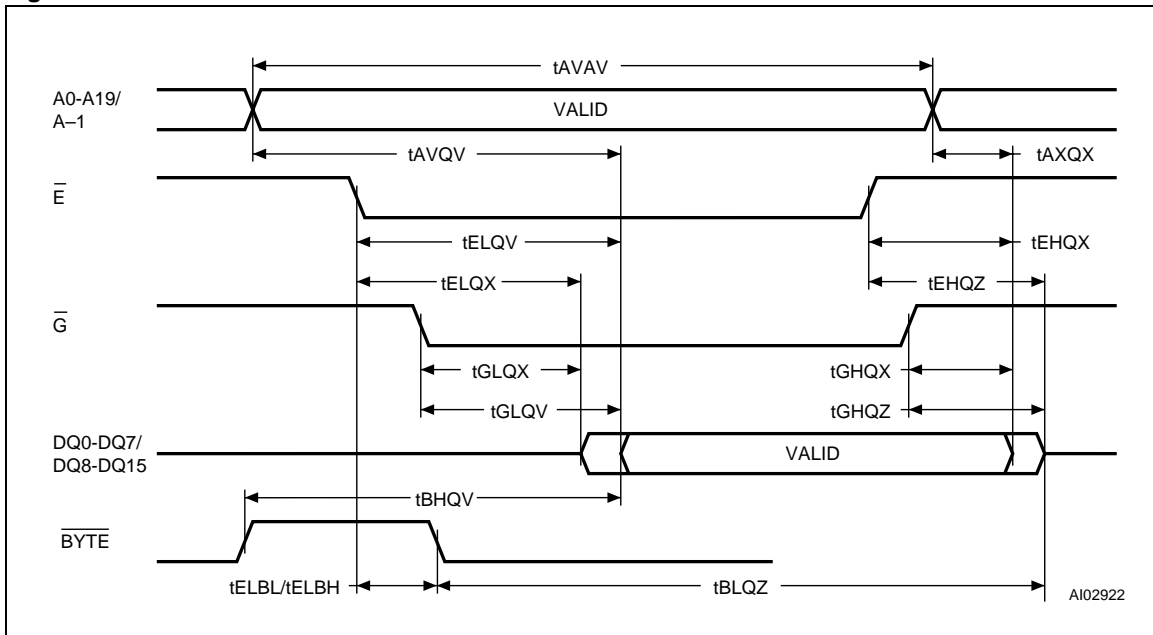 tAVAV
A0-A19/
A–1
VALID
tAVQV
tAXQX
E
tELQV
tEHQX
tELQX
tEHQZ
G
tGLQX
tGHQX
tGLQV
tGHQZ
DQ0-DQ7/
DQ8-DQ15
VALID
tBHQV
BYTE
tELBL/tELBH
tBLQZ
AI02922